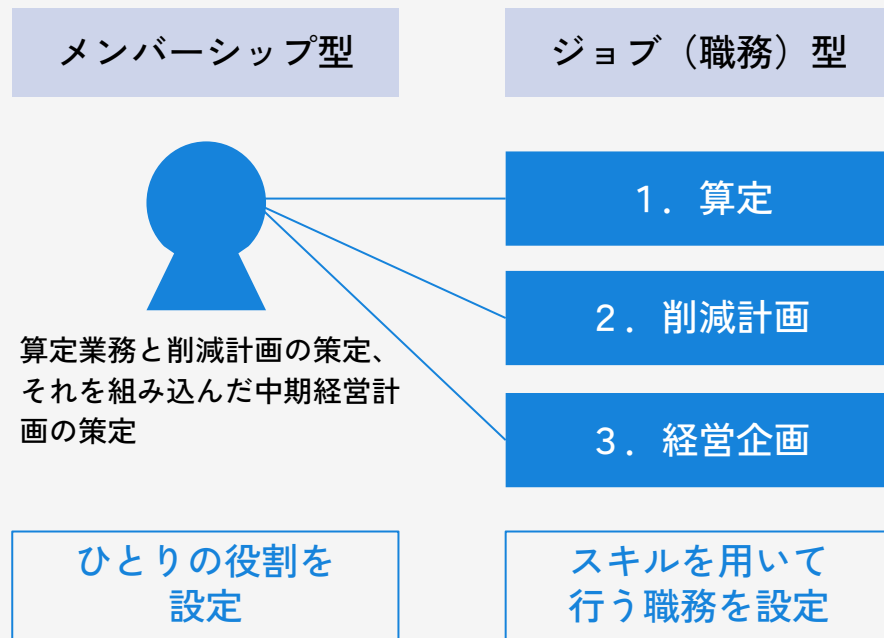 メンバーシップ型
ジョブ（職務）型
算定業務と削減計画の策定、
それを組み込んだ中期経営計
画の策定
１．算定
２．削減計画
３．経営企画
ひとりの役割を
設定
スキルを用いて
行う職務を設定